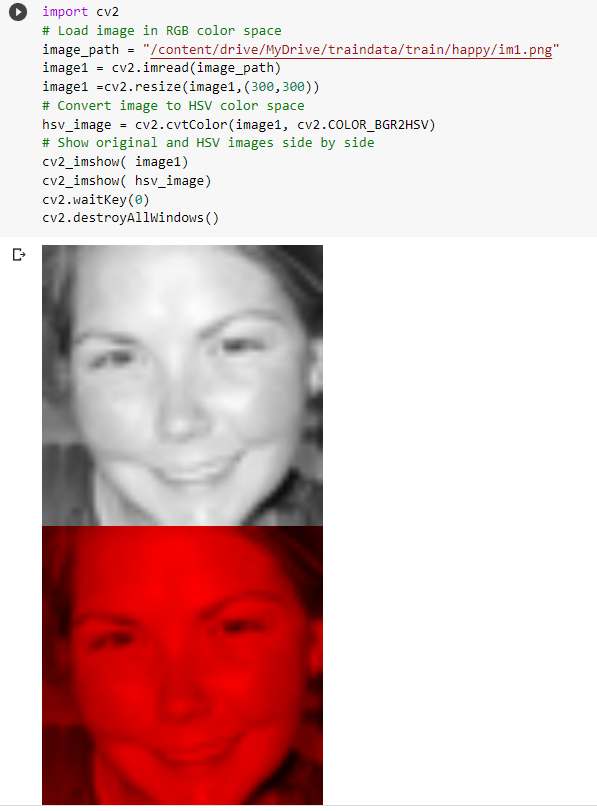 import cv2
# Load image in RGB color space
image_path = "/content/drive/MyDrive/traindata/train/happy/im1.png"
image1 = cv2.imread(image_path)
image1 =cv2.resize(image1,(300,300))
# Convert image to HSV color space
hsv_image = cv2.cvtColor(image1, cv2.COLOR_BGR2HSV)
# Show original and HSV images side by side
cv2_imshow( image1)
cv2_imshow( hsv_image)
cv2.waitKey(0)
cv2.destroyAllWindows()